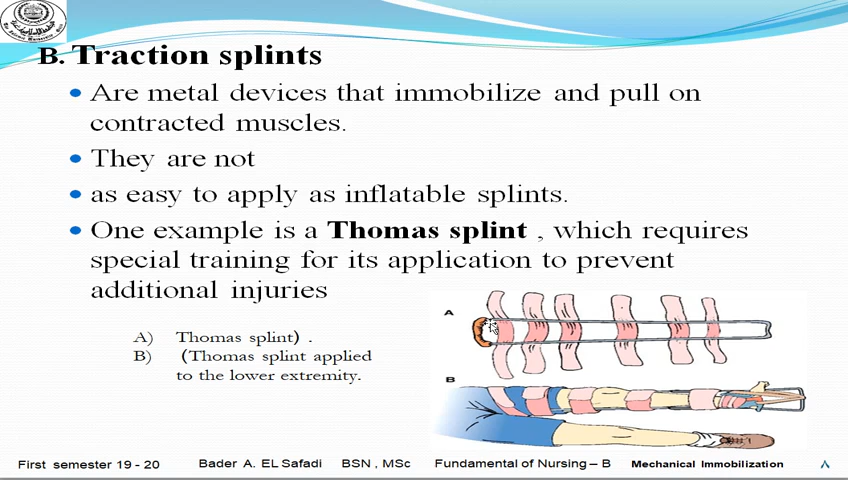 B. Traction splints
• Are metal devices that immobilize and pull on
contracted muscles.
• They are not
• as easy to apply as inflatable splints.
• One example is a Thomas splint , which requires
special training for its application to prevent
additional injuries
A) Thomas splint) .
B) (Thomas splint applied
to the lower extremity.
A
B
First semester 19 - 20 Bader A. EL Safadi BSN , MSc Fundamental of Nursing – B Mechanical Immobilization ٨